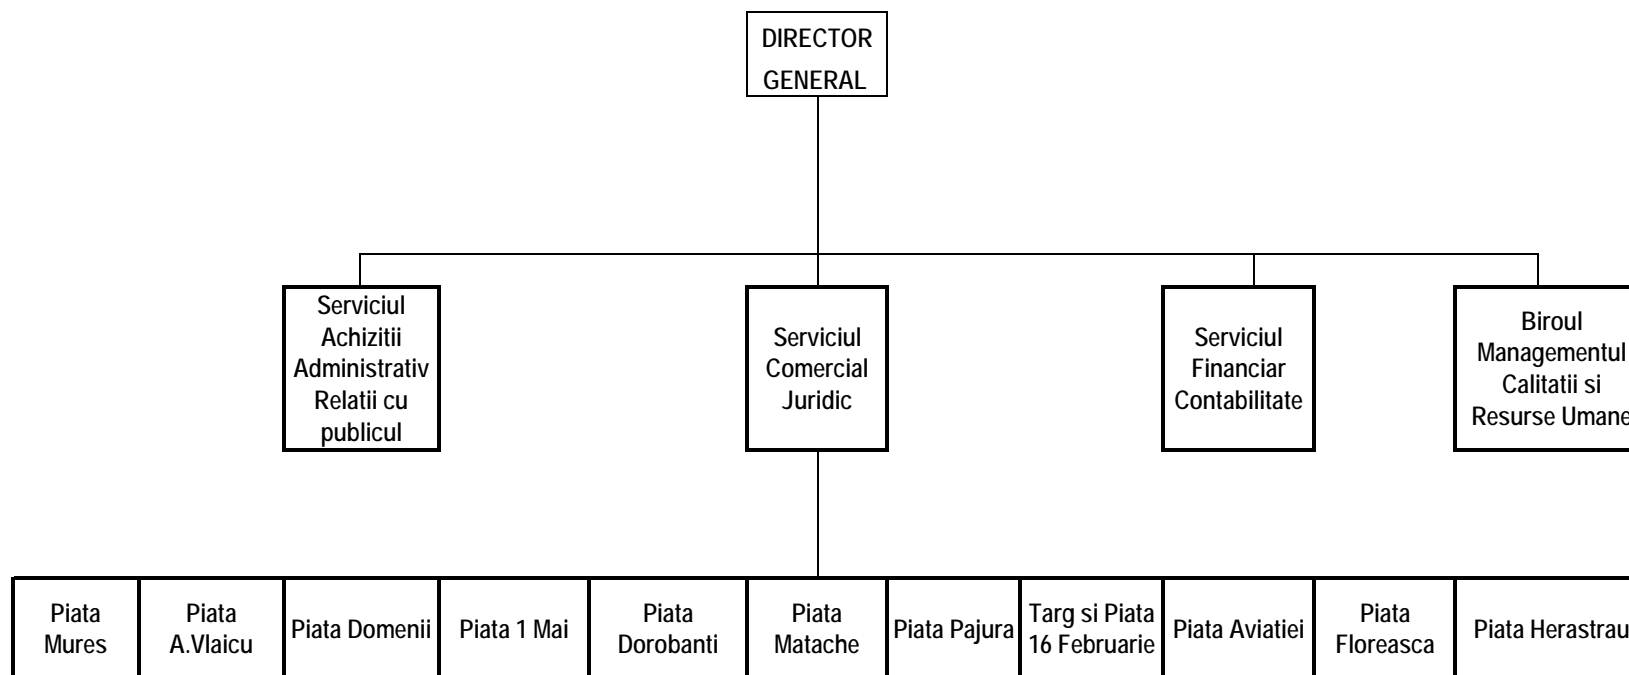 DIRECTOR
GENERAL
Serviciul
Achizitii
Administrativ
Relatii cu
publicul
Serviciul
Comercial
Juridic
Serviciul
Financiar
Contabilitate
Biroul
Managementul
Calitatii si
Resurse Umane
Piata
Mures
Piata
A.Vlaicu
Piata Domenii
Piata 1 Mai
Piata
Dorobanti
Piata
Matache
Piata Pajura
Targ si Piata
16 Februarie
Piata Aviatiei
Piata
Floreasca
Piata Herastrau